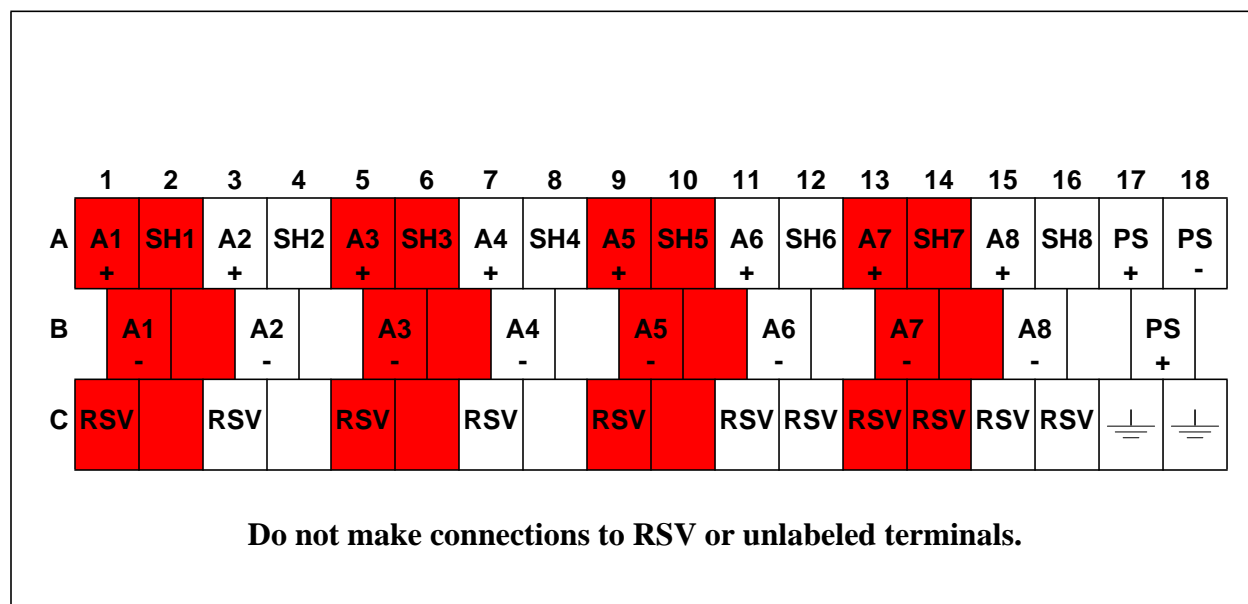 1 2 3 4 5 6 7 8 9 10 11 12 13 14 15 16 17 18
A A1 SH1 A2 SH2 A3 SH3 A4 SH4 A5 SH5 A6 SH6 A7 SH7 A8 SH8 PS PS
+ + + + + + + + + -
B A1 A2 A3 A4 A5 A6 A7 A8 PS
- - - - - - - - +
C RSV RSV RSV RSV RSV RSV RSV RSV RSV RSV RSV
Do not make connections to RSV or unlabeled terminals.